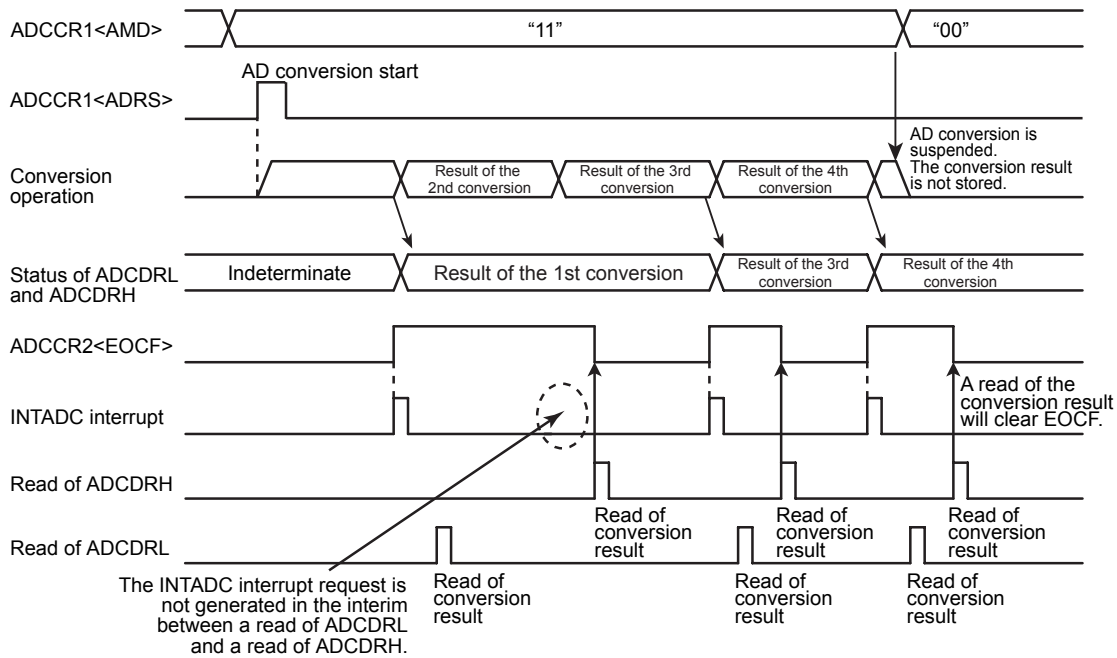 ADCCR1<AMD>
"11"
"00"
AD conversion start
ADCCR1<ADRS>
AD conversion is
suspended.
The conversion result
is not stored.
Conversion
operation
Result of the
2nd conversion
Result of the 3rd
conversion
Result of the 4th
conversion
Status of ADCDRL
and ADCDRH
Indeterminate
Result of the 1st conversion
Result of the 3rd
conversion
Result of the 4th
conversion
ADCCR2<EOCF>
A read of the
conversion result
will clear EOCF.
INTADC interrupt
Read of ADCDRH
Read of
conversion
result
Read of
conversion
result
Read of
conversion
result
Read of ADCDRL
Read of
conversion
result
Read of
conversion
result
Read of
conversion
result
The INTADC interrupt request is
not generated in the interim
between a read of ADCDRL
and a read of ADCDRH.